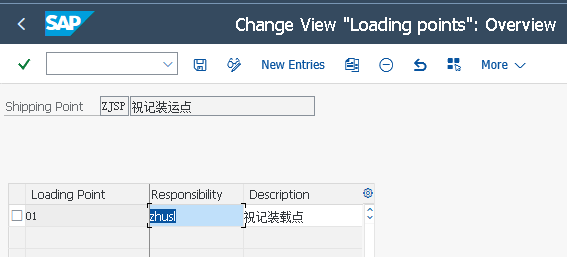 SAP
Change View "Loading points": Overview
New Entries
More
Shipping Point ZJSP 祝记装运点
Loading Point Responsibility Description
01 zhusl 祝记装载点